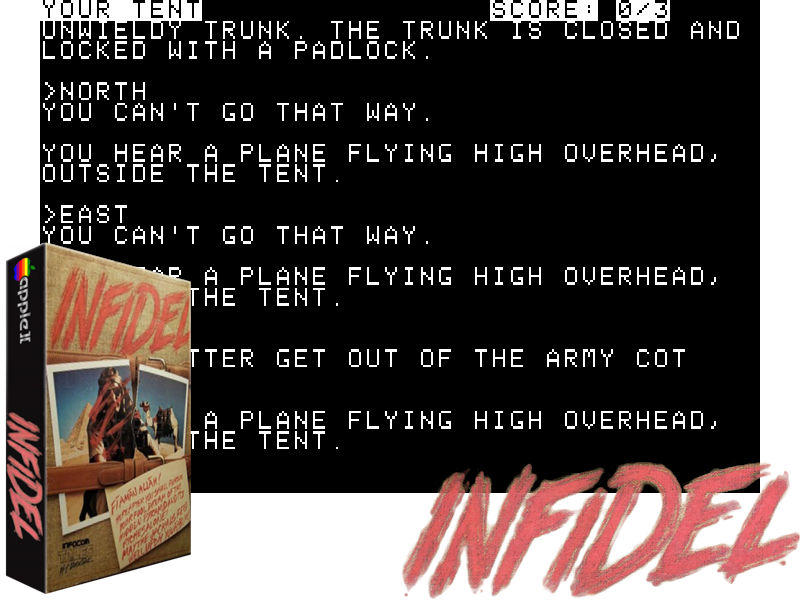 YOUR TENT SCORE: 0/3
UNWIELDY TRUNK. THE TRUNK IS CLOSED AND
LOCKED WITH A PADLOCK.
>NORTH
YOU CAN'T GO THAT WAY.
YOU HEAR A PLANE FLYING HIGH OVERHEAD,
OUTSIDE THE TENT.
>EAST
YOU CAN'T GO THAT WAY.
AR A PLANE FLYING HIGH OVERHEAD,
THE TENT.
TTER GET OUT OF THE ARMY COT
A PLANE FLYING HIGH OVERHEAD,
THE TENT.
apple II
INFIDEL
INFIDEL
INFOCOM
INFIDEL